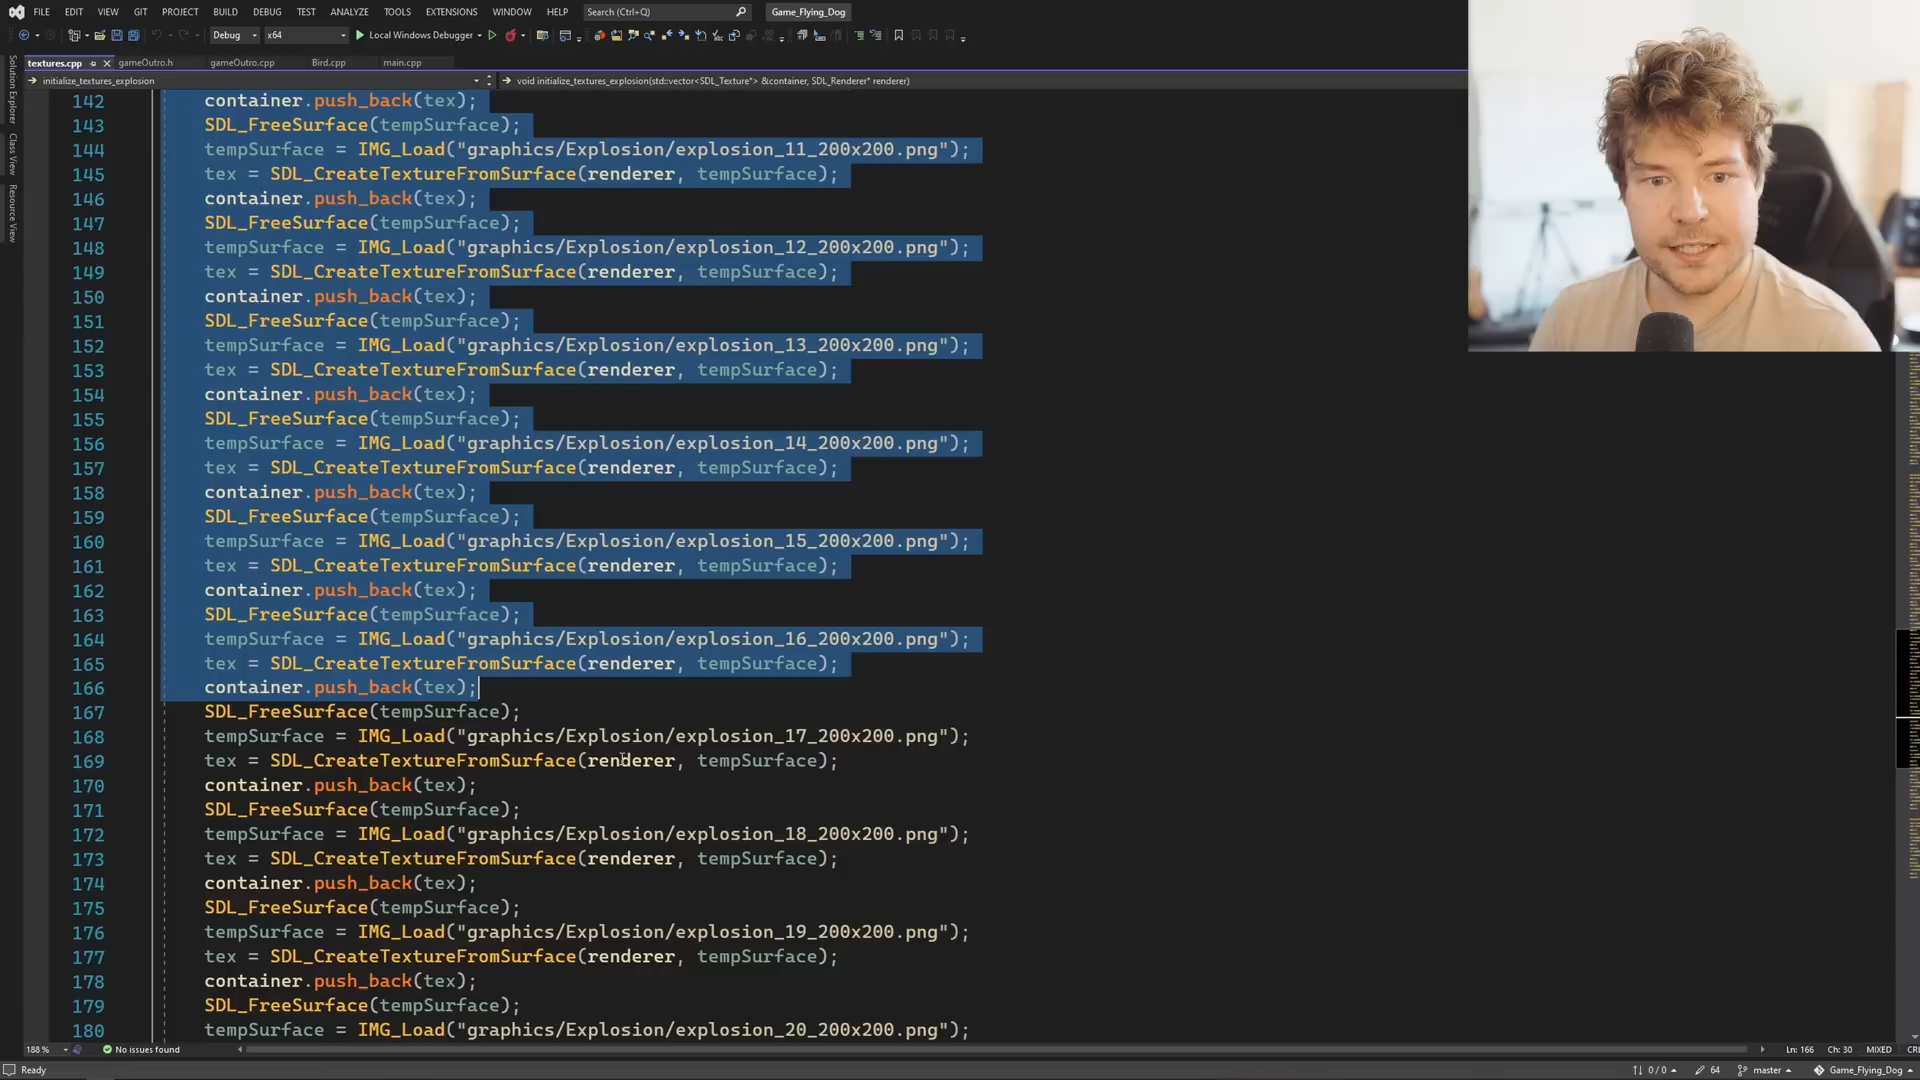 FILE EDIT VIEW GIT PROJECT BUILD DEBUG TEST ANALYZE TOOLS EXTENSIONS WINDOW HELP Search (Ctrl+Q) Game_Flying_Dog
Debug x64 Local Windows Debugger
textures.cpp gameOutro.h gameOutro.cpp Bird.cpp main.cpp
initialize_textures_explosion void initialize_textures_explosion(std::vector<SDL_Texture*> &container, SDL_Renderer* renderer)
Solution Explorer
Class View
Resource View
142 container.push_back(tex);
143 SDL_FreeSurface(tempSurface);
144 tempSurface = IMG_Load("graphics/Explosion/explosion_11_200x200.png");
145 tex = SDL_CreateTextureFromSurface(renderer, tempSurface);
146 container.push_back(tex);
147 SDL_FreeSurface(tempSurface);
148 tempSurface = IMG_Load("graphics/Explosion/explosion_12_200x200.png");
149 tex = SDL_CreateTextureFromSurface(renderer, tempSurface);
150 container.push_back(tex);
151 SDL_FreeSurface(tempSurface);
152 tempSurface = IMG_Load("graphics/Explosion/explosion_13_200x200.png");
153 tex = SDL_CreateTextureFromSurface(renderer, tempSurface);
154 container.push_back(tex);
155 SDL_FreeSurface(tempSurface);
156 tempSurface = IMG_Load("graphics/Explosion/explosion_14_200x200.png");
157 tex = SDL_CreateTextureFromSurface(renderer, tempSurface);
158 container.push_back(tex);
159 SDL_FreeSurface(tempSurface);
160 tempSurface = IMG_Load("graphics/Explosion/explosion_15_200x200.png");
161 tex = SDL_CreateTextureFromSurface(renderer, tempSurface);
162 container.push_back(tex);
163 SDL_FreeSurface(tempSurface);
164 tempSurface = IMG_Load("graphics/Explosion/explosion_16_200x200.png");
165 tex = SDL_CreateTextureFromSurface(renderer, tempSurface);
166 container.push_back(tex);
167 SDL_FreeSurface(tempSurface);
168 tempSurface = IMG_Load("graphics/Explosion/explosion_17_200x200.png");
169 tex = SDL_CreateTextureFromSurface(renderer, tempSurface);
170 container.push_back(tex);
171 SDL_FreeSurface(tempSurface);
172 tempSurface = IMG_Load("graphics/Explosion/explosion_18_200x200.png");
173 tex = SDL_CreateTextureFromSurface(renderer, tempSurface);
174 container.push_back(tex);
175 SDL_FreeSurface(tempSurface);
176 tempSurface = IMG_Load("graphics/Explosion/explosion_19_200x200.png");
177 tex = SDL_CreateTextureFromSurface(renderer, tempSurface);
178 container.push_back(tex);
179 SDL_FreeSurface(tempSurface);
180 tempSurface = IMG_Load("graphics/Explosion/explosion_20_200x200.png");
188 % No issues found Ln: 166 Ch: 30 MIXED CRL
Ready 0 / 0 64 master Game_Flying_Dog